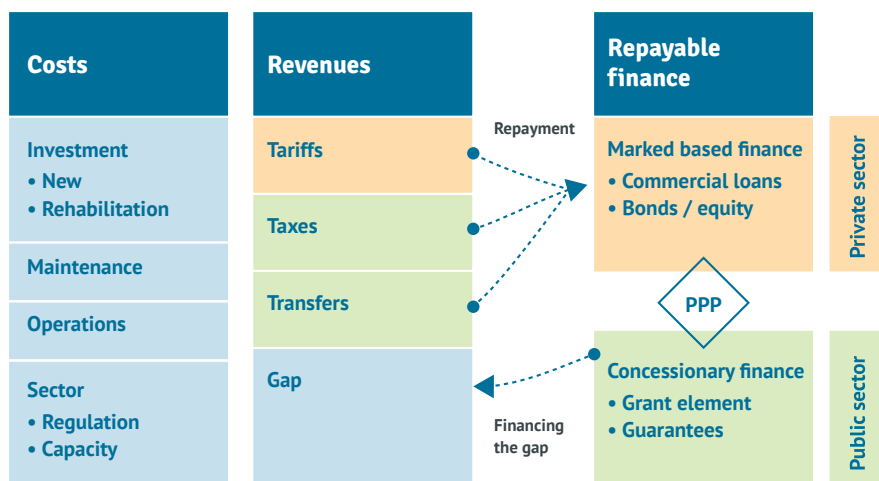 Costs
Investment
• New
• Rehabilitation
Maintenance
Operations
Sector
• Regulation
• Capacity
Revenues
Tariffs
Taxes
Transfers
Gap
Repayment
Financing
the gap
Repayable
finance
Marked based finance
• Commercial loans
• Bonds / equity
PPP
Concessionary finance
• Grant element
• Guarantees
Private sector
Public sector